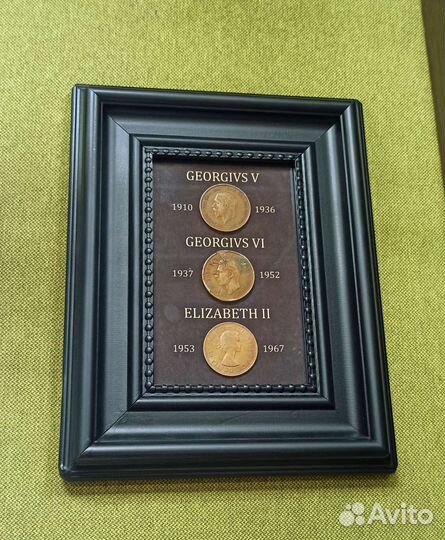 GEORGIVS V
1910 1936
GEORGIVS VI
1937 1952
ELIZABETH II
1953 1967
Avito